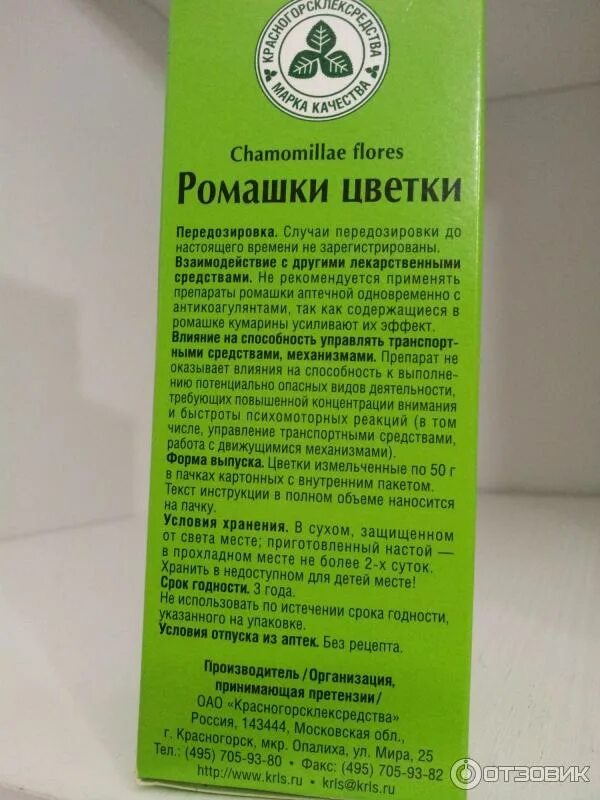 КРАСНОГОРСКЛЕКСРЕДСТВА
МАРКА КАЧЕСТВА
Chamomillae flores
Ромашки цветки
Передозировка. Случаи передозировки до
настоящего времени не зарегистрированы.
Взаимодействие с другими лекарственными
средствами. Не рекомендуется применять
препараты ромашки аптечной одновременно с
антикоагулянтами, так как содержащиеся в
ромашке кумарины усиливают их эффект.
Влияние на способность управлять транспорт-
ными средствами, механизмами. Препарат не
оказывает влияния на способность к выполне-
нию потенциально опасных видов деятельности,
требующих повышенной концентрации внимания
и быстроты психомоторных реакций (в том
числе, управление транспортными средствами,
работа с движущимися механизмами).
Форма выпуска. Цветки измельченные по 50 г
в пачках картонных с внутренним пакетом.
Текст инструкции в полном объеме наносится
на пачку.
Условия хранения. В сухом, защищенном
от света месте; приготовленный настой —
в прохладном месте не более 2-х суток.
Хранить в недоступном для детей месте!
Срок годности. 3 года.
Не использовать по истечении срока годности,
указанного на упаковке.
Условия отпуска из аптек. Без рецепта.
Производитель/Организация,
принимающая претензии/
ОАО «Красногорсклексредства»
Россия, 143444, Московская обл.,
г. Красногорск, мкр. Опалиха, ул. Мира, 25
Тел.: (495) 705-93-80 • Факс: (495) 705-93-82
http://www.krls.ru • krls@krls.ru
ОТЗОВИК